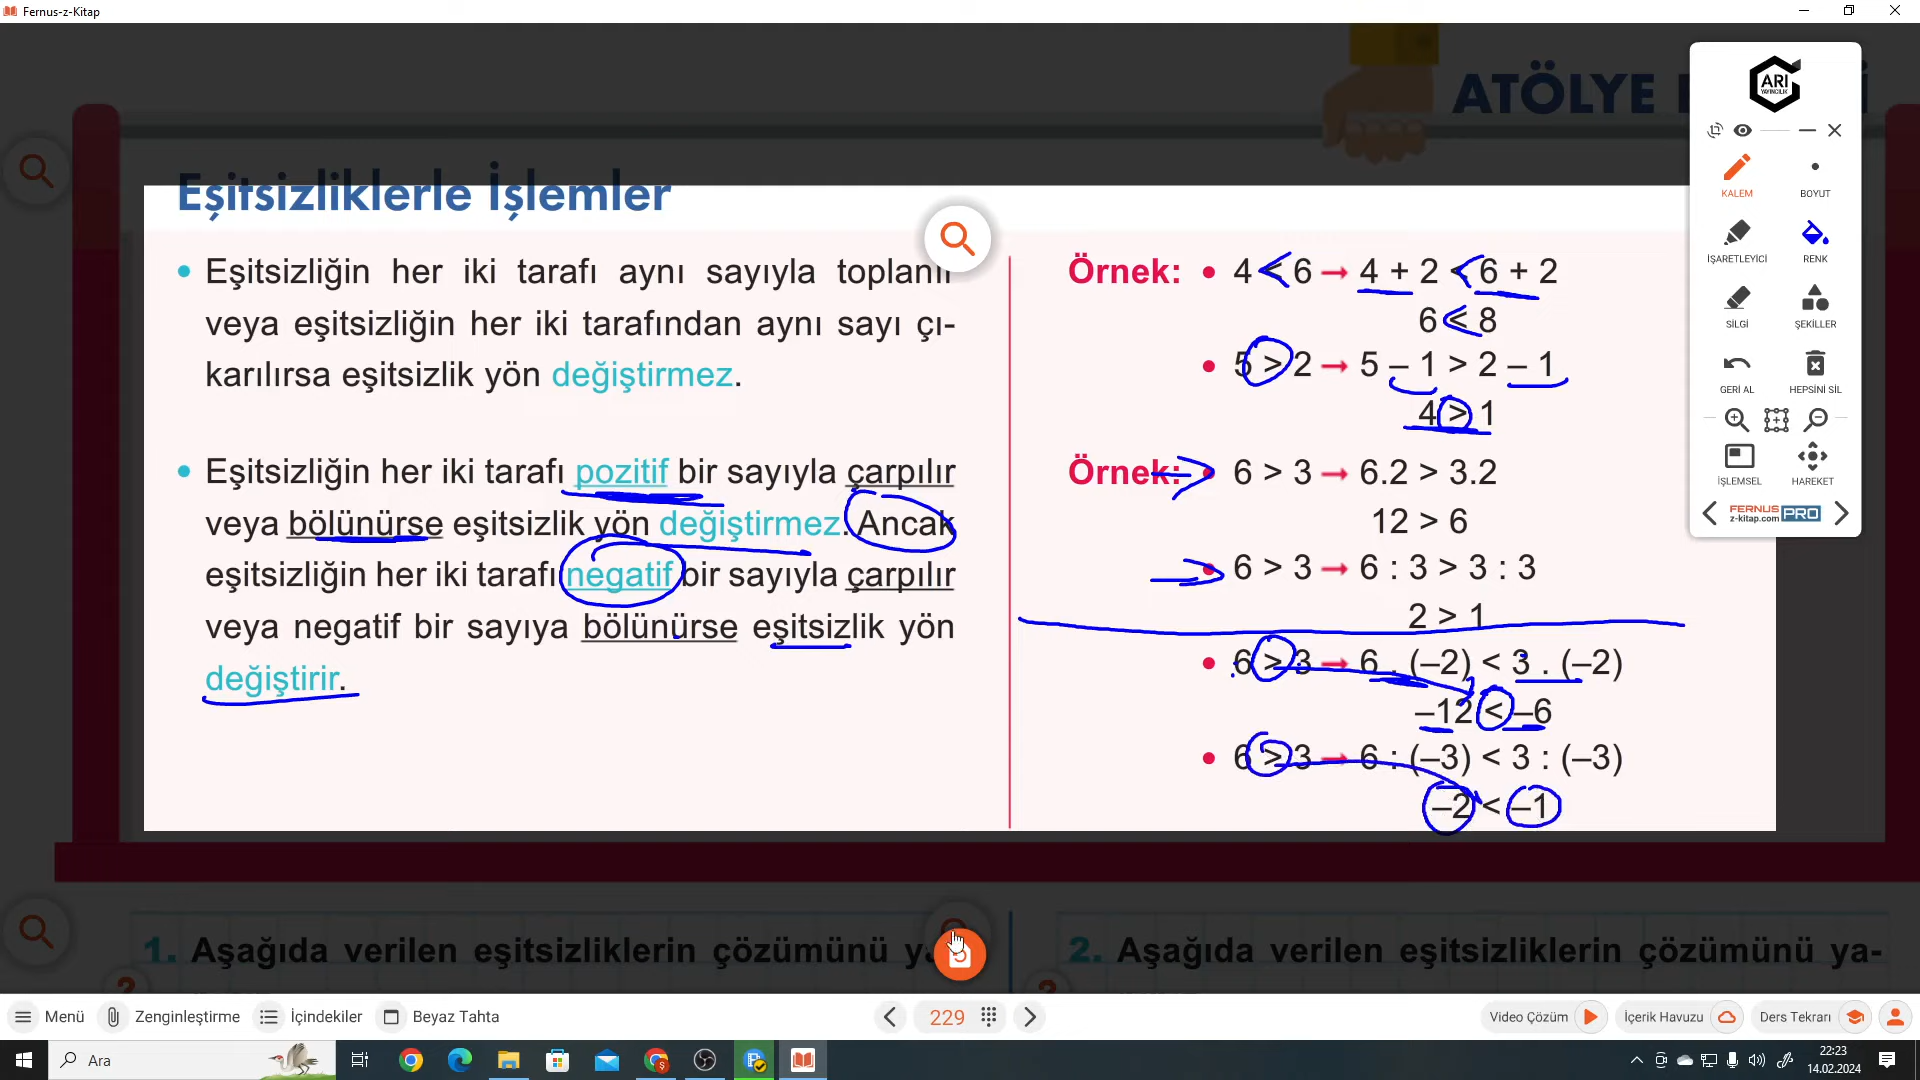 Fernus-z-Kitap
ATÖLYE
Eşitsizliklerle İşlemler
• Eşitsizliğin her iki tarafı aynı sayıyla toplanır
veya eşitsizliğin her iki tarafından aynı sayı çı-
karılırsa eşitsizlik yön değiştirmez.
• Eşitsizliğin her iki tarafı pozitif bir sayıyla çarpılır
veya bölünürse eşitsizlik yön değiştirmez. Ancak
eşitsizliğin her iki tarafı negatif bir sayıyla çarpılır
veya negatif bir sayıya bölünürse eşitsizlik yön
değiştirir.
Örnek: • 4 < 6 → 4 + 2 < 6 + 2
6 < 8
• 5 > 2 → 5 – 1 > 2 – 1
4 > 1
Örnek: • 6 > 3 → 6.2 > 3.2
12 > 6
• 6 > 3 → 6 : 3 > 3 : 3
2 > 1
• 6 > 3 → 6 . (–2) < 3 . (–2)
–12 < –6
• 6 > 3 → 6 : (–3) < 3 : (–3)
–2 < –1
ARI
YAYINCILIK
KALEM
BOYUT
İŞARETLEYİCİ
RENK
SİLGİ
ŞEKİLLER
GERİ AL
HEPSİNİ SİL
İŞLEMSEL
HAREKET
FERNUS
z-kitap.com PRO
1. Aşağıda verilen eşitsizliklerin çözümünü
2. Aşağıda verilen eşitsizliklerin çözümünü ya-
Menü
Zenginleştirme
İçindekiler
Beyaz Tahta
229
Video Çözüm
İçerik Havuzu
Ders Tekrarı
Ara
22:23
14.02.2024